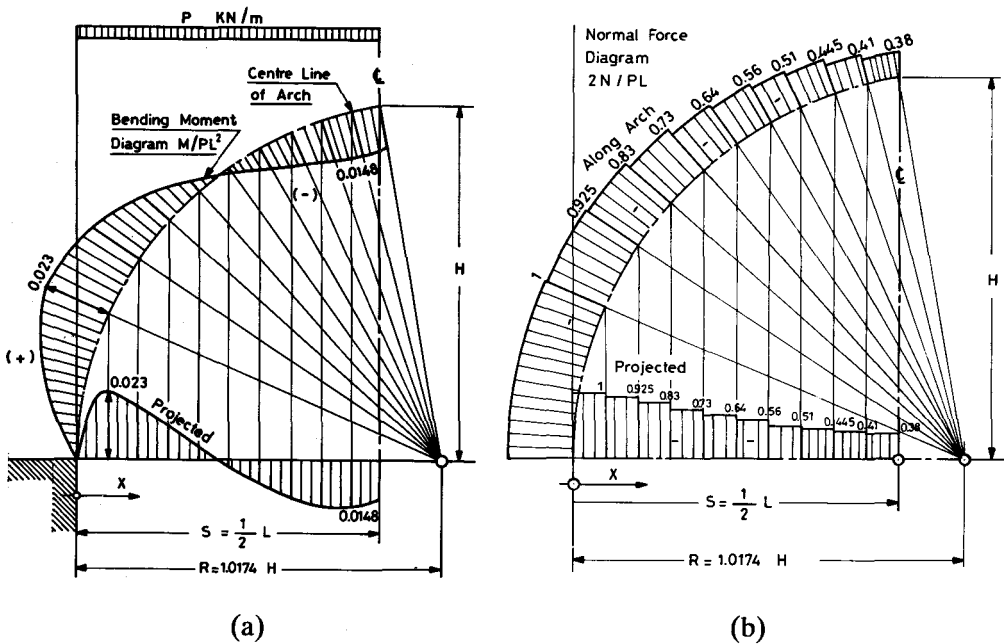 P KN/m
Centre Line
of Arch
℄
Bending Moment
Diagram M/PL²
0.0148
(-)
0.023
H
(+)
0.023
Projected
0.0148
X
S = 1/2 L
R=1.0174 H
(a)
Normal Force
Diagram
2N / PL
Along Arch
1
0.925
0.83
0.73
0.64
0.56
0.51
0.445
0.41
0.38
℄
H
Projected
1
0.925
0.83
0.73
0.64
0.56
0.51
0.445
0.41
0.38
X
S = 1/2 L
R = 1.0174 H
(b)